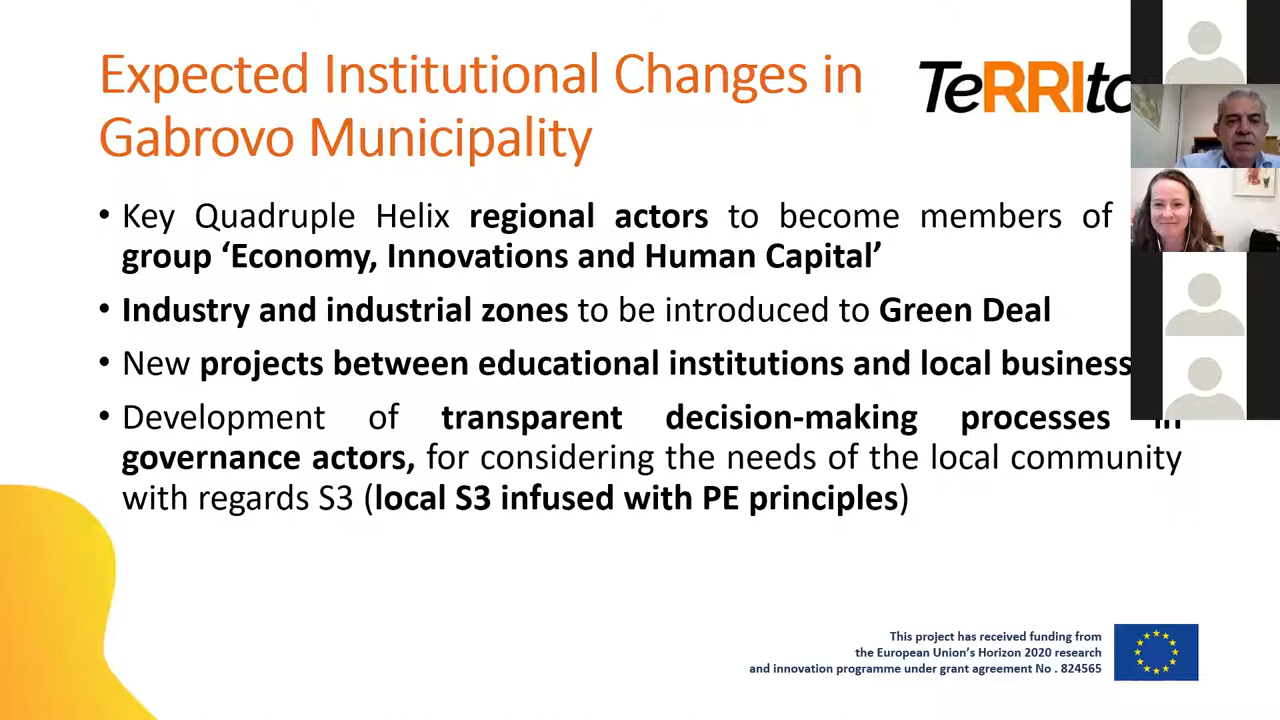 Expected Institutional Changes in
Gabrovo Municipality
TeRRIto
• Key Quadruple Helix regional actors to become members of
group ‘Economy, Innovations and Human Capital’
• Industry and industrial zones to be introduced to Green Deal
• New projects between educational institutions and local business
• Development of transparent decision-making processes in
governance actors, for considering the needs of the local community
with regards S3 (local S3 infused with PE principles)
This project has received funding from
the European Union’s Horizon 2020 research
and innovation programme under grant agreement No . 824565